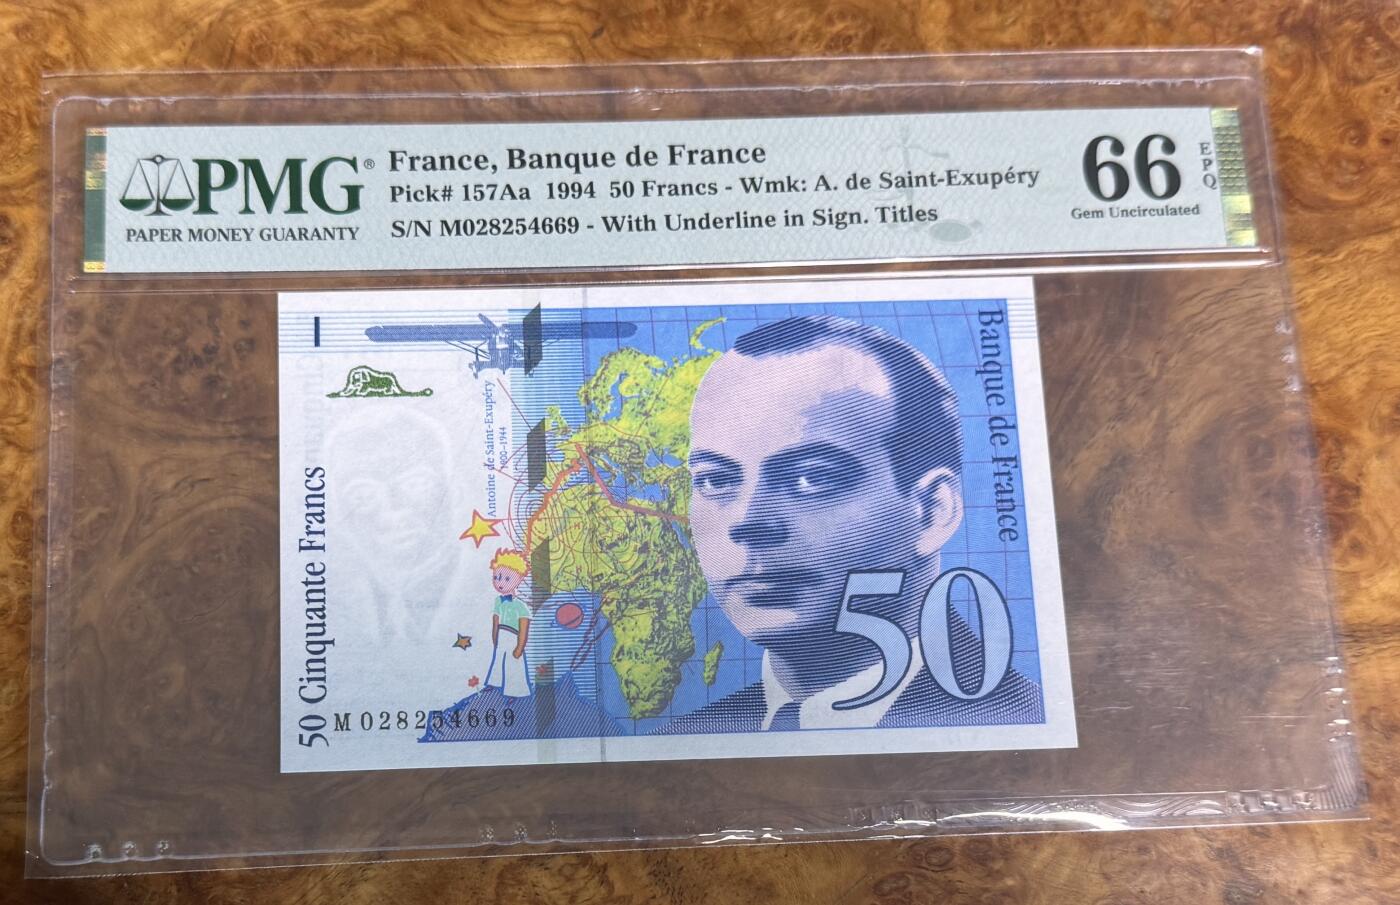 PMG®
PAPER MONEY GUARANTY
France, Banque de France
Pick# 157Aa 1994 50 Francs - Wmk: A. de Saint-Exupéry
S/N M028254669 - With Underline in Sign. Titles
66
EPQ
Gem Uncirculated
50 Cinquante Francs
M 028254669
Antoine de Saint-Exupéry
1900-1944
Banque de France
50